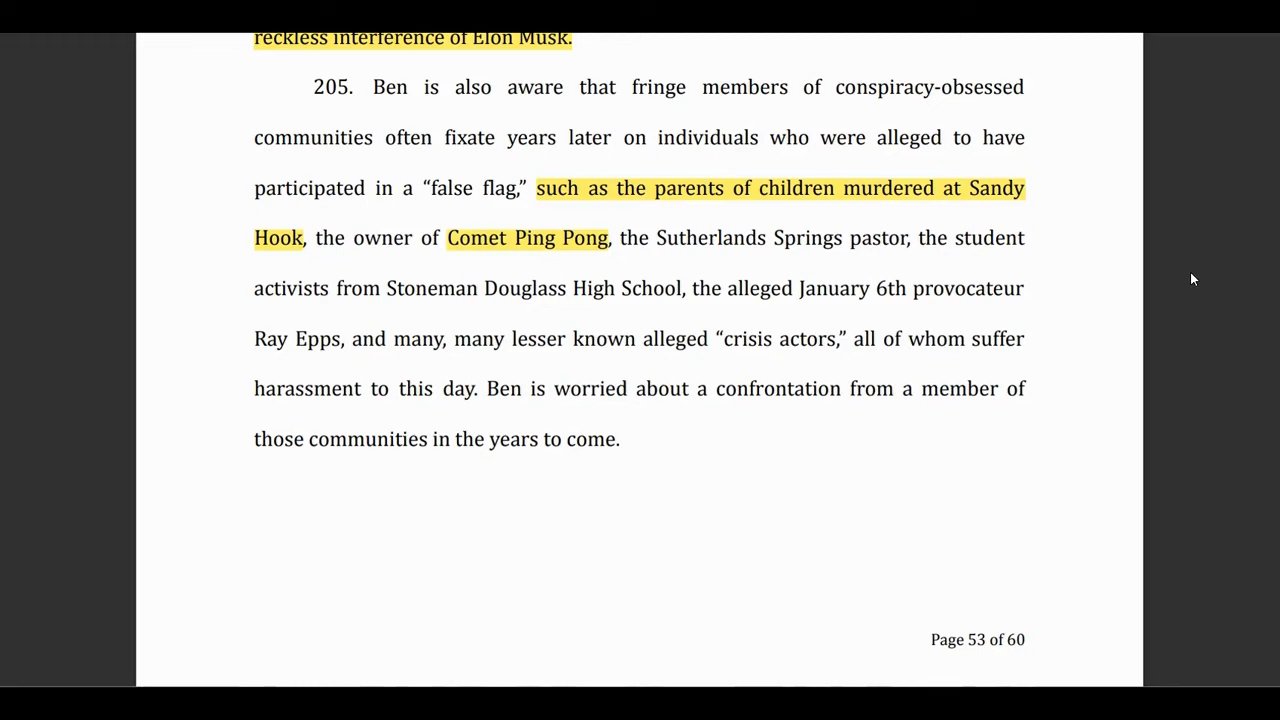 reckless interference of Elon Musk.
205. Ben is also aware that fringe members of conspiracy-obsessed
communities often fixate years later on individuals who were alleged to have
participated in a “false flag,” such as the parents of children murdered at Sandy
Hook, the owner of Comet Ping Pong, the Sutherlands Springs pastor, the student
activists from Stoneman Douglass High School, the alleged January 6th provocateur
Ray Epps, and many, many lesser known alleged “crisis actors,” all of whom suffer
harassment to this day. Ben is worried about a confrontation from a member of
those communities in the years to come.
Page 53 of 60